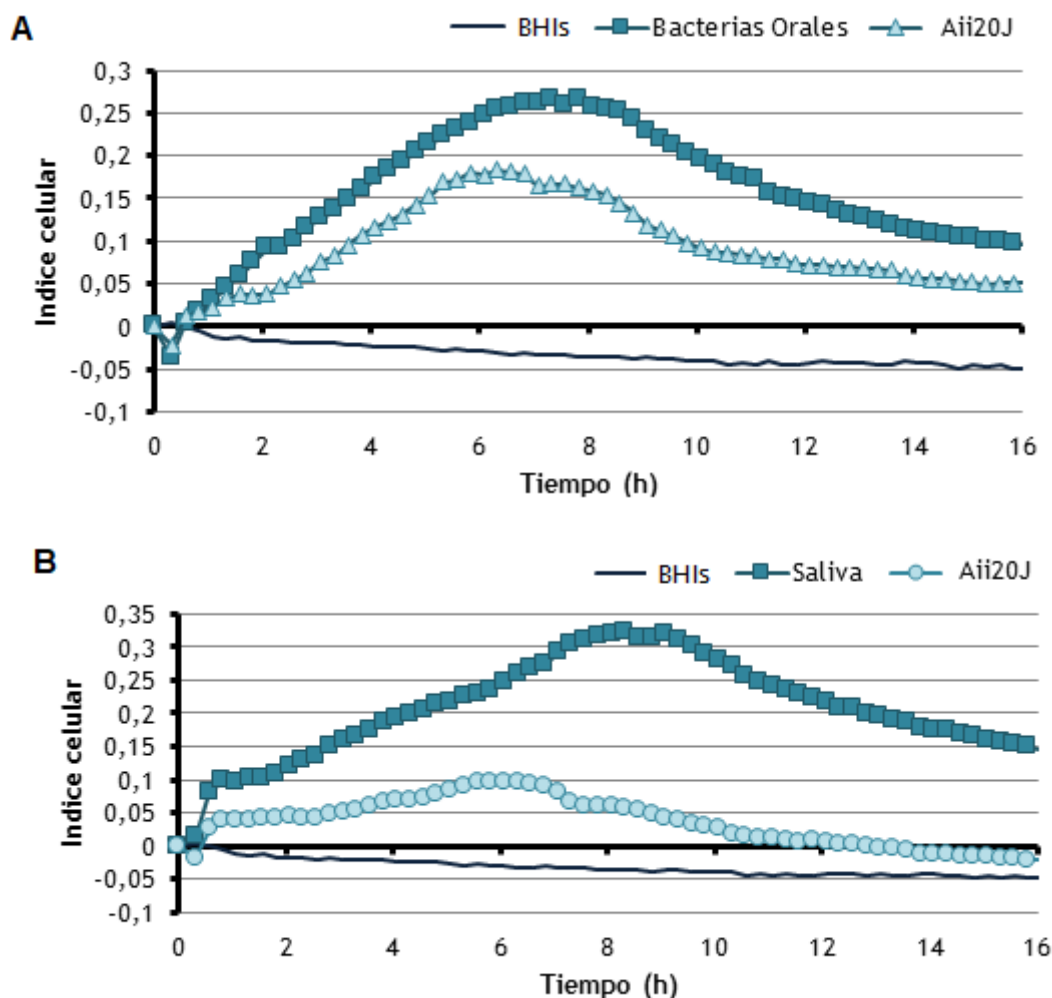 A
BHIs Bacterias Orales Aii20J
0,3
0,25
0,2
0,15
0,1
0,05
0
-0,05
-0,1
Indice celular
0 2 4 6 8 10 12 14 16
Tiempo (h)
B
BHIs Saliva Aii20J
0,35
0,3
0,25
0,2
0,15
0,1
0,05
0
-0,05
-0,1
Indice celular
0 2 4 6 8 10 12 14 16
Tiempo (h)